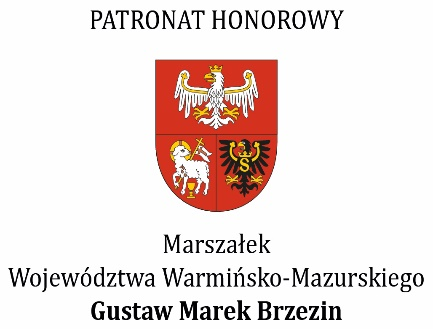 PATRONAT HONOROWY
S
Marszałek
Województwa Warmińsko-Mazurskiego
Gustaw Marek Brzezin